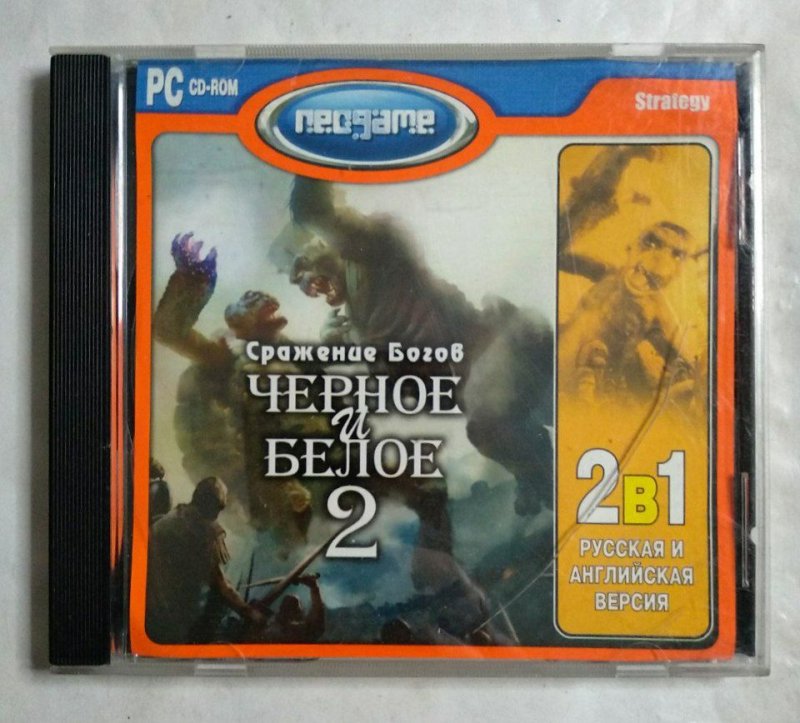 PC CD-ROM
neogame
Strategy
Сражение Богов
ЧЕРНОЕ
и
БЕЛОЕ
2
2в1
РУССКАЯ И
АНГЛИЙСКАЯ
ВЕРСИЯ